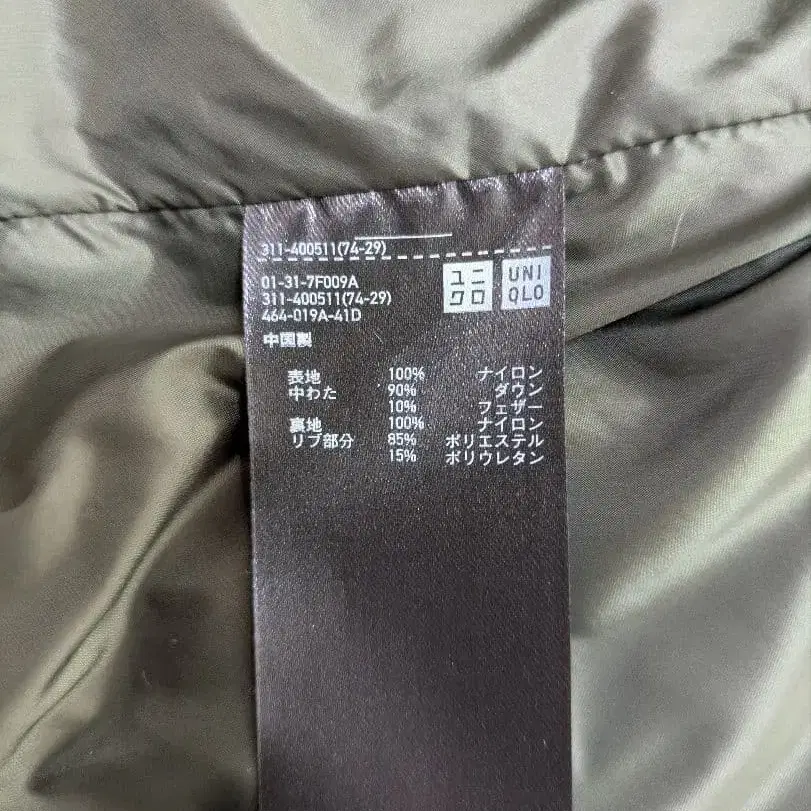 311-400511(74-29)
01-31-7F009A
311-400511(74-29)
464-019A-41D
ユニ
クロ
UNI
QLO
中国製
表地 100% ナイロン
中わた 90% ダウン
10% フェザー
裏地 100% ナイロン
リブ部分 85% ポリエステル
15% ポリウレタン